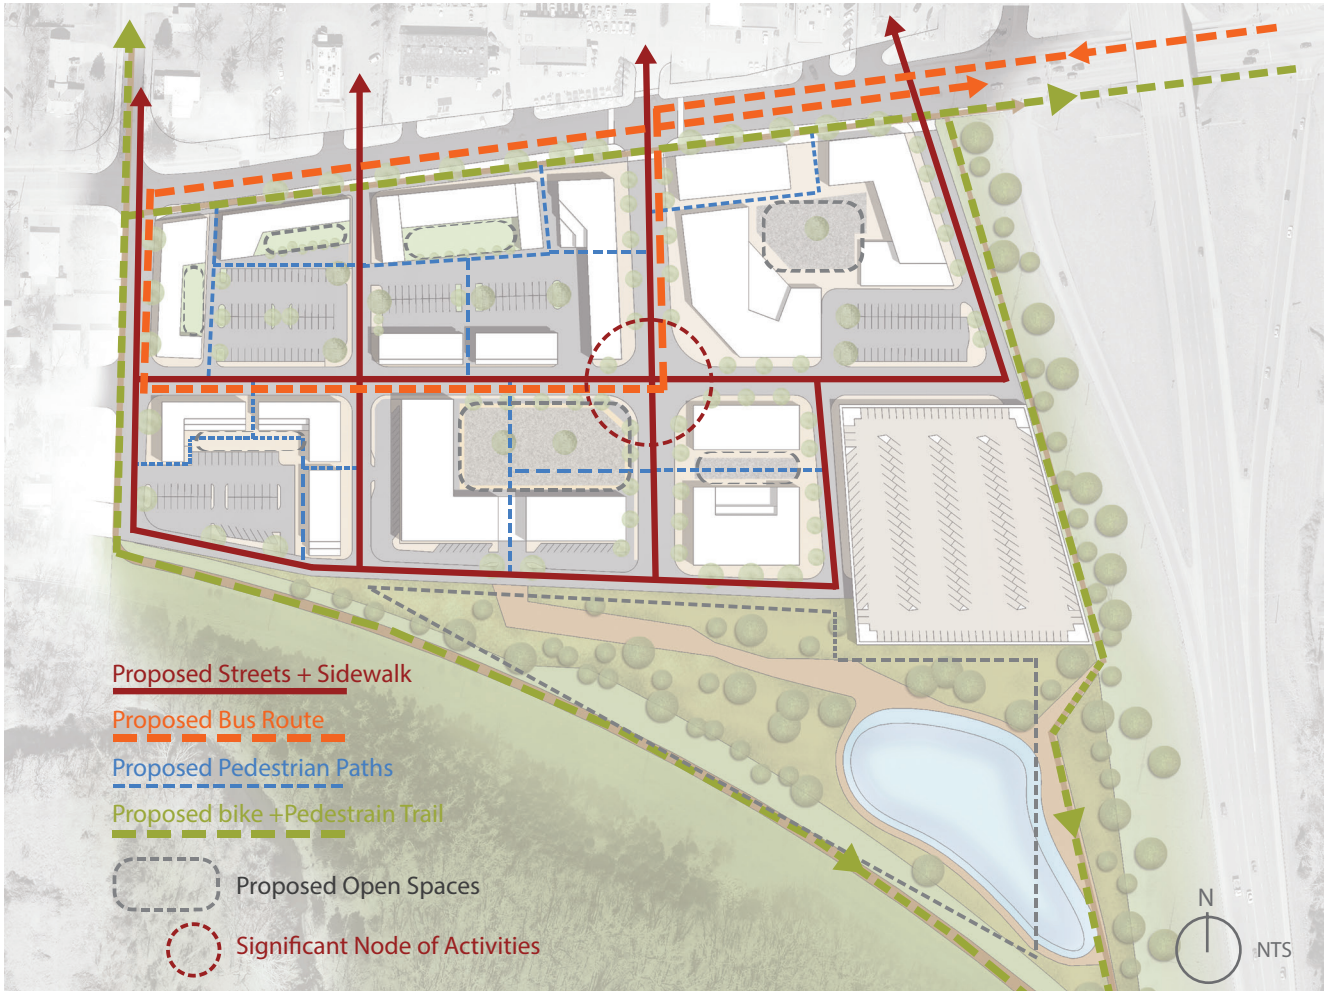 Proposed Streets + Sidewalk
Proposed Bus Route
Proposed Pedestrian Paths
Proposed bike +Pedestrain Trail
Proposed Open Spaces
Significant Node of Activities
N
NTS